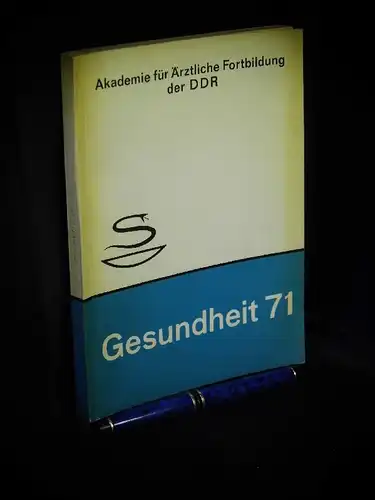 Akademie für Ärztliche Fortbildung
der DDR
Gesundheit 71